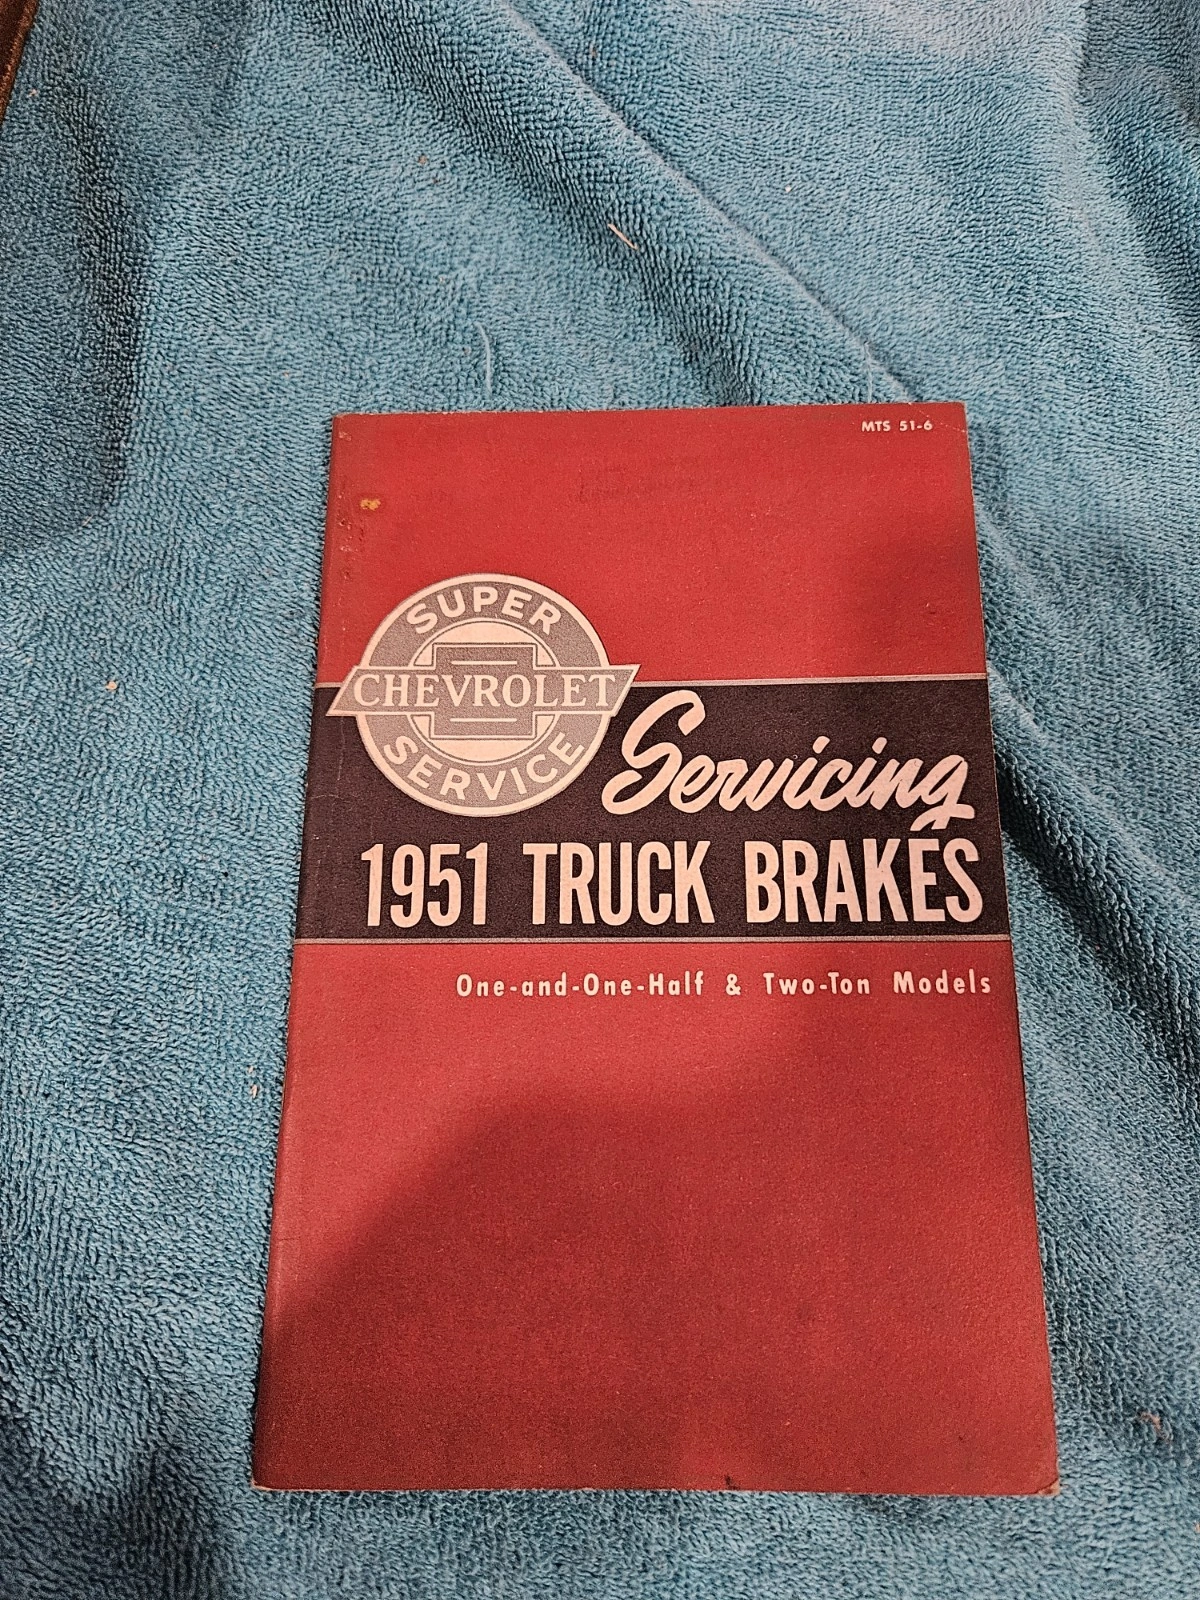 MTS 51-6
SUPER
CHEVROLET
SERVICE
Servicing
1951 TRUCK BRAKES
One-and-One-Half & Two-Ton Models